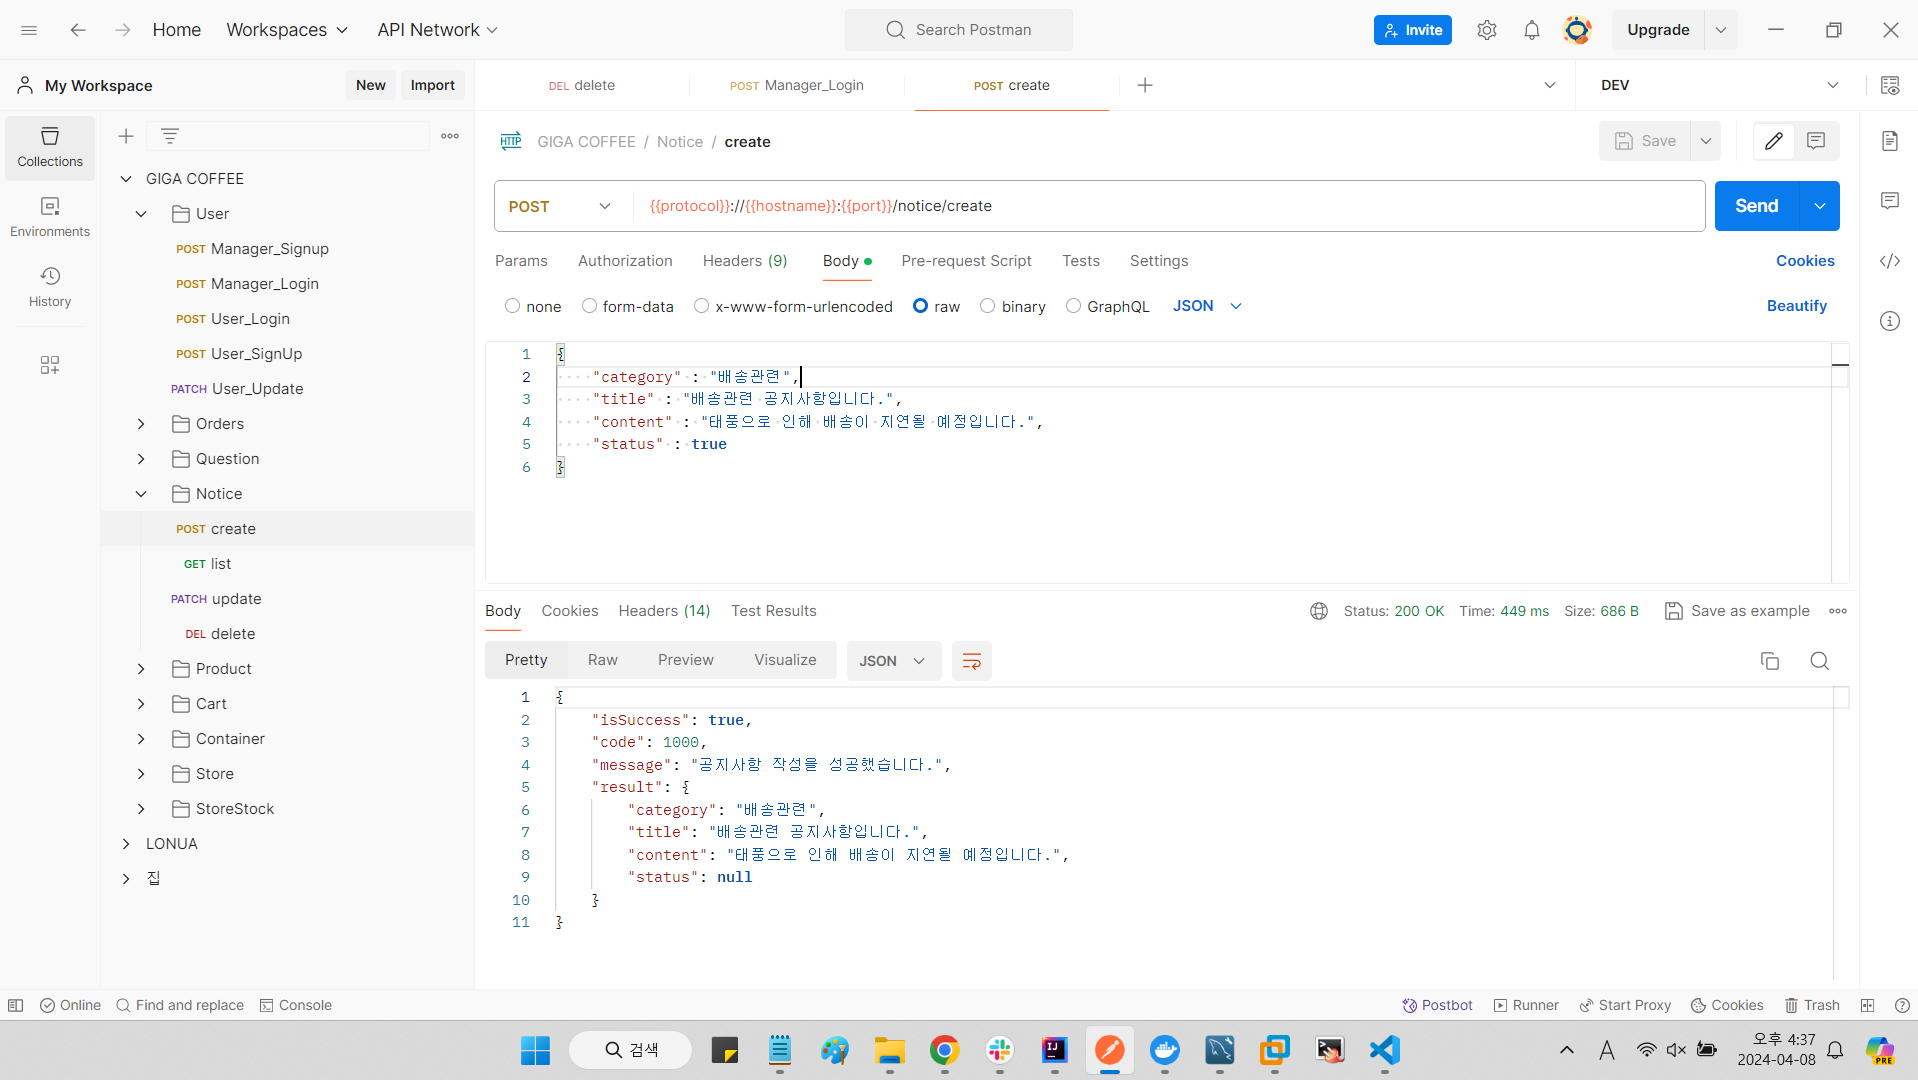 Home Workspaces API Network Search Postman Invite Upgrade
My Workspace New Import DEL delete POST Manager_Login POST create DEV
Collections
Environments
History
GIGA COFFEE
User
POST Manager_Signup
POST Manager_Login
POST User_Login
POST User_SignUp
PATCH User_Update
Orders
Question
Notice
POST create
GET list
PATCH update
DEL delete
Product
Cart
Container
Store
StoreStock
LONUA
집
HTTP GIGA COFFEE / Notice / create Save
POST {{protocol}}://{{hostname}}:{{port}}/notice/create Send
Params Authorization Headers (9) Body Pre-request Script Tests Settings Cookies
none form-data x-www-form-urlencoded raw binary GraphQL JSON Beautify
1 {
2 "category" : "배송관련",
3 "title" : "배송관련 공지사항입니다.",
4 "content" : "태풍으로 인해 배송이 지연될 예정입니다.",
5 "status" : true
6 }
Body Cookies Headers (14) Test Results Status: 200 OK Time: 449 ms Size: 686 B Save as example
Pretty Raw Preview Visualize JSON
1 {
2 "isSuccess": true,
3 "code": 1000,
4 "message": "공지사항 작성을 성공했습니다.",
5 "result": {
6 "category": "배송관련",
7 "title": "배송관련 공지사항입니다.",
8 "content": "태풍으로 인해 배송이 지연될 예정입니다.",
9 "status": null
10 }
11 }
Online Find and replace Console Postbot Runner Start Proxy Cookies Trash
검색 IJ A 오후 4:37
2024-04-08 PRE